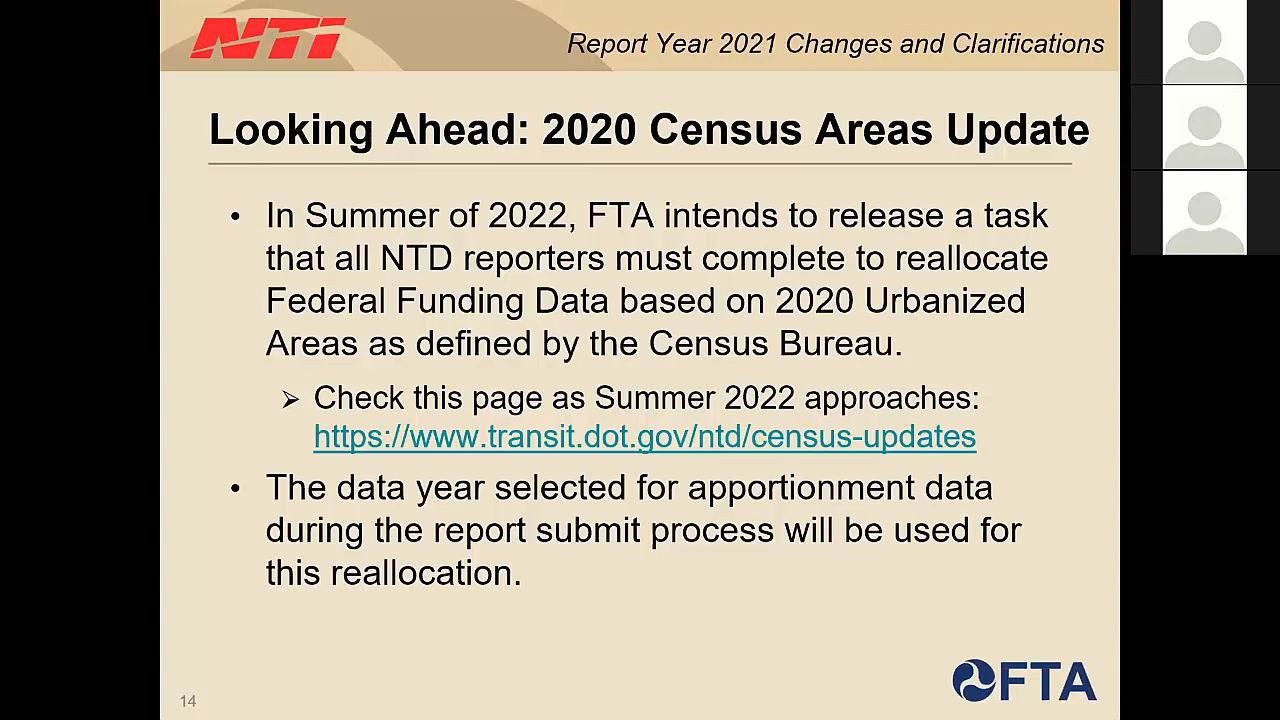 NTI
Report Year 2021 Changes and Clarifications
Looking Ahead: 2020 Census Areas Update
• In Summer of 2022, FTA intends to release a task
that all NTD reporters must complete to reallocate
Federal Funding Data based on 2020 Urbanized
Areas as defined by the Census Bureau.
➢ Check this page as Summer 2022 approaches:
https://www.transit.dot.gov/ntd/census-updates
• The data year selected for apportionment data
during the report submit process will be used for
this reallocation.
14
FTA